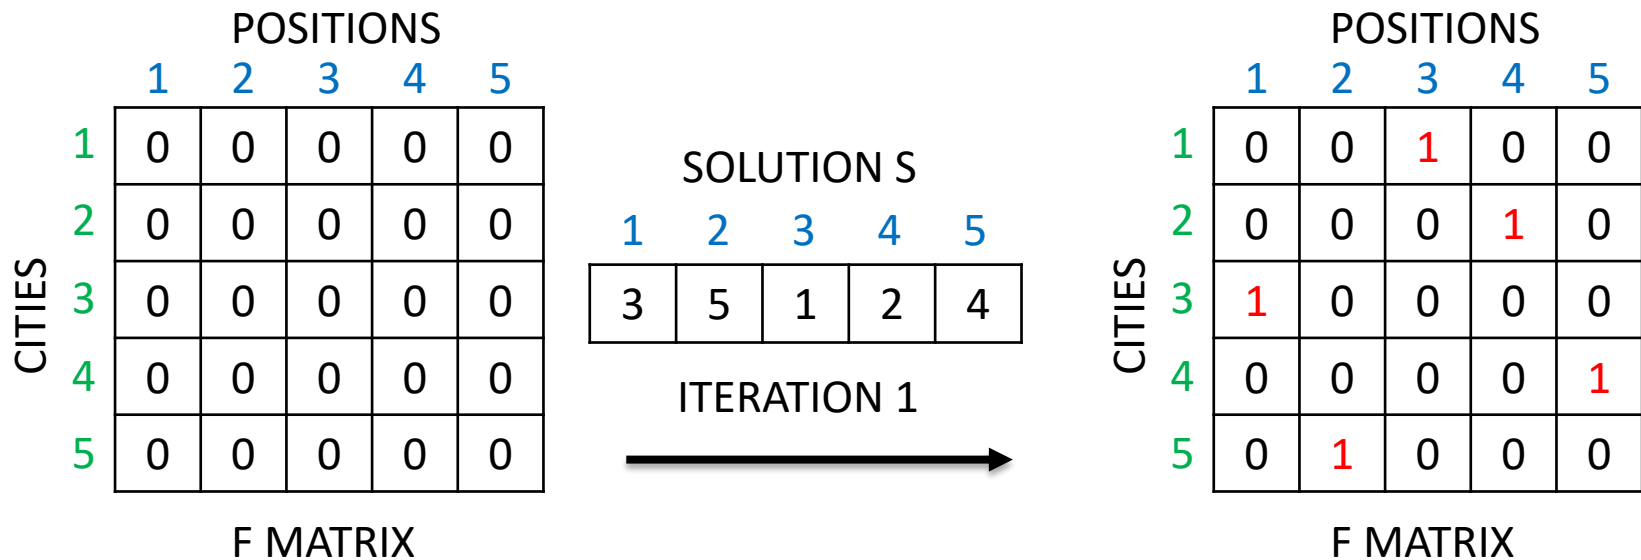 POSITIONS
1 2 3 4 5
CITIES
1 0 0 0 0 0
2 0 0 0 0 0
3 0 0 0 0 0
4 0 0 0 0 0
5 0 0 0 0 0
F MATRIX
SOLUTION S
1 2 3 4 5
3 5 1 2 4
ITERATION 1
POSITIONS
1 2 3 4 5
CITIES
1 0 0 1 0 0
2 0 0 0 1 0
3 1 0 0 0 0
4 0 0 0 0 1
5 0 1 0 0 0
F MATRIX